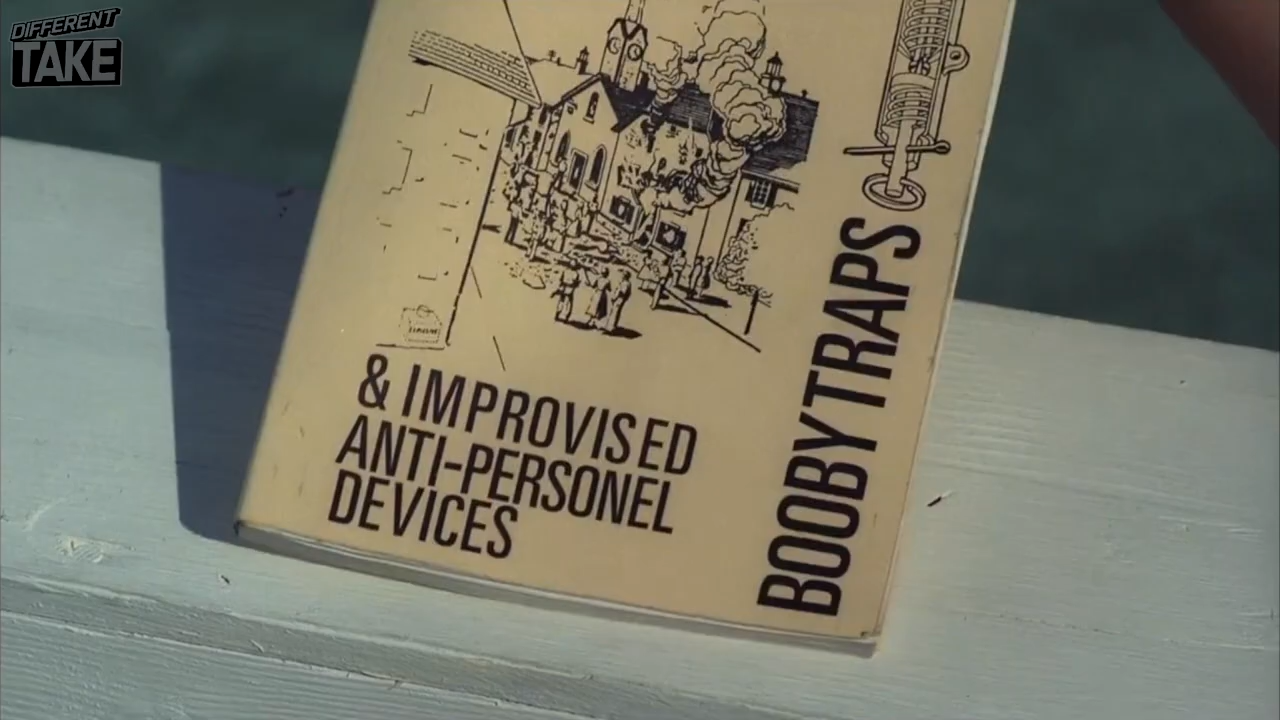 DIFFERENT
TAKE
BOOBYTRAPS
& IMPROVISED
ANTI-PERSONEL
DEVICES